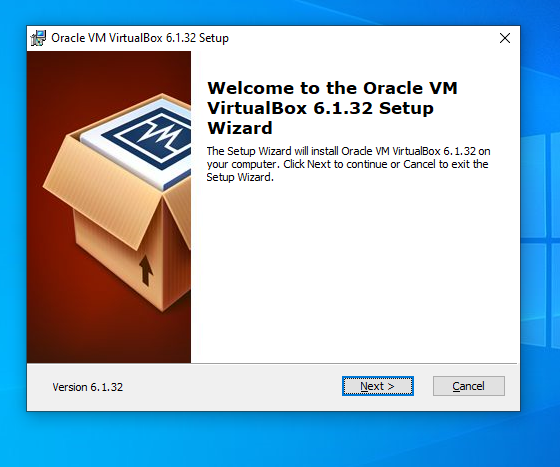 Oracle VM VirtualBox 6.1.32 Setup
Welcome to the Oracle VM
VirtualBox 6.1.32 Setup
Wizard
The Setup Wizard will install Oracle VM VirtualBox 6.1.32 on
your computer. Click Next to continue or Cancel to exit the
Setup Wizard.
Version 6.1.32
Next >
Cancel